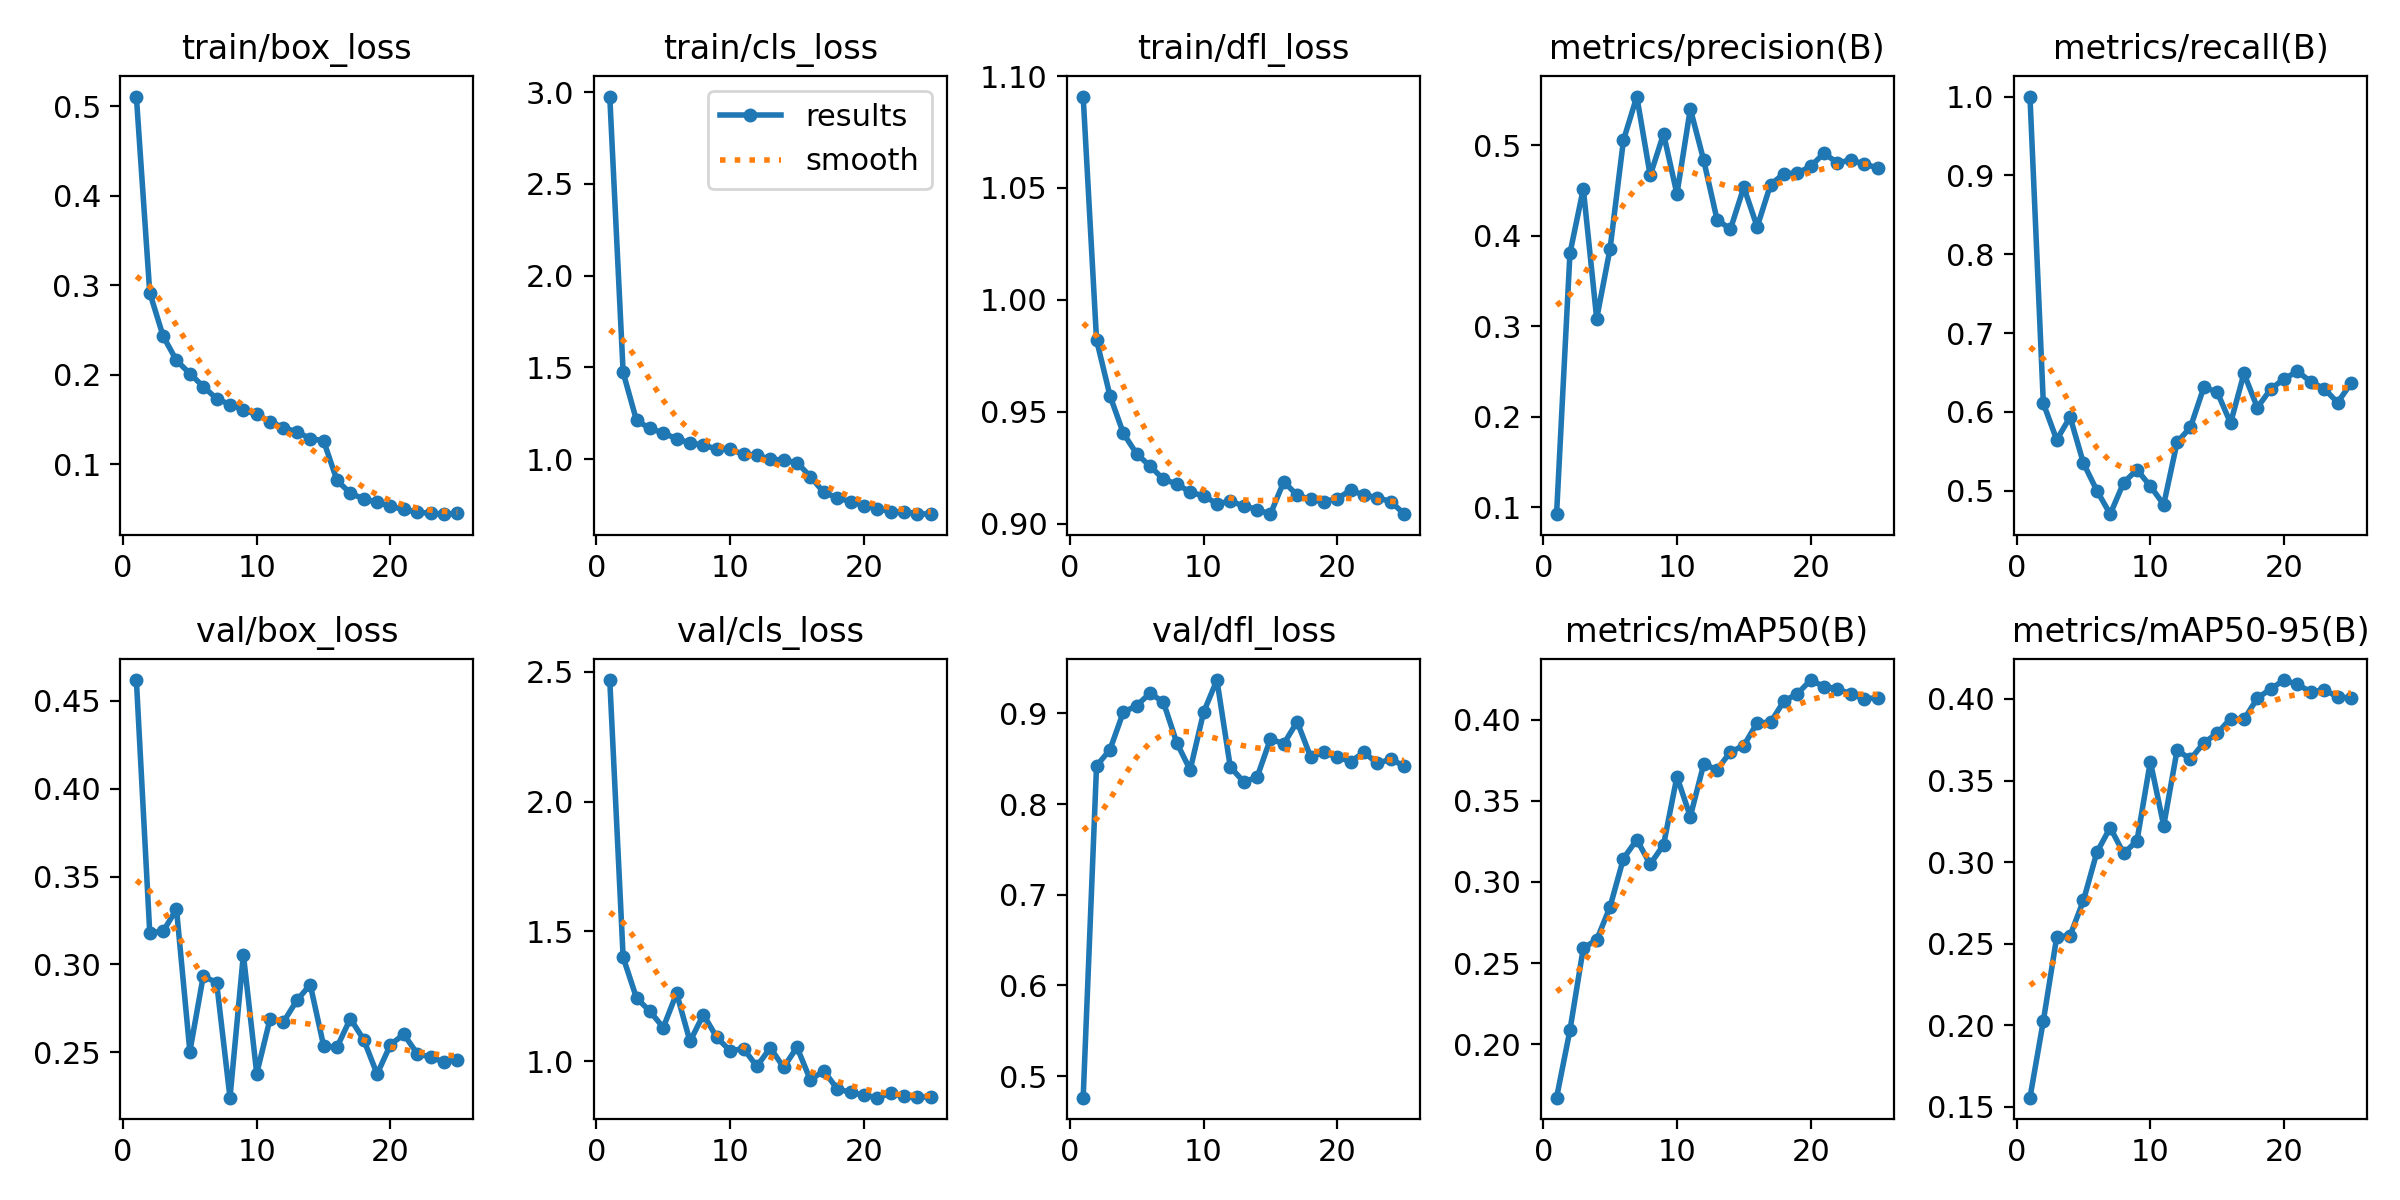 train/box_loss
0.5
0.4
0.3
0.2
0.1
0 10 20
train/cls_loss
3.0
2.5
2.0
1.5
1.0
results
smooth
0 10 20
train/dfl_loss
1.10
1.05
1.00
0.95
0.90
0 10 20
metrics/precision(B)
0.5
0.4
0.3
0.2
0.1
0 10 20
metrics/recall(B)
1.0
0.9
0.8
0.7
0.6
0.5
0 10 20
val/box_loss
0.45
0.40
0.35
0.30
0.25
0 10 20
val/cls_loss
2.5
2.0
1.5
1.0
0 10 20
val/dfl_loss
0.9
0.8
0.7
0.6
0.5
0 10 20
metrics/mAP50(B)
0.40
0.35
0.30
0.25
0.20
0 10 20
metrics/mAP50-95(B)
0.40
0.35
0.30
0.25
0.20
0.15
0 10 20